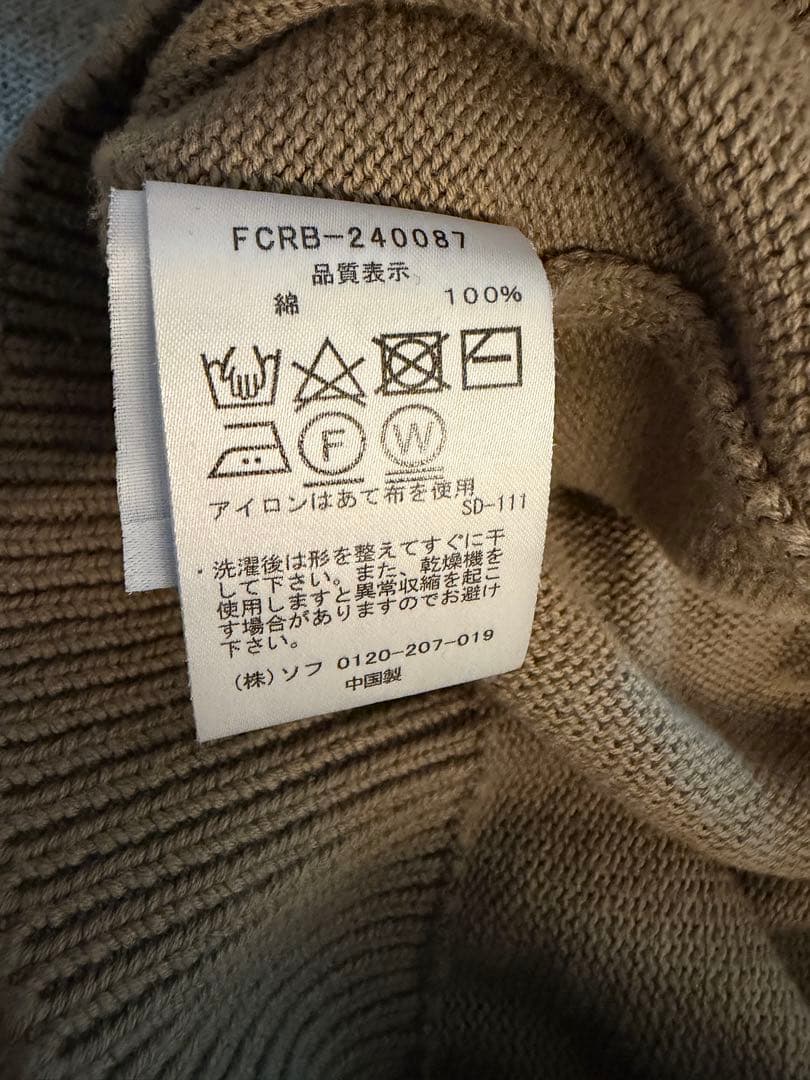 FCRB-240087
品質表示
綿 100%
F W
アイロンはあて布を使用
SD-111
・洗濯後は形を整えてすぐに干
して下さい。また、乾燥機を
使用しますと異常収縮を起こ
す場合がありますのでお避け
下さい。
(株)ソフ 0120-207-019
中国製